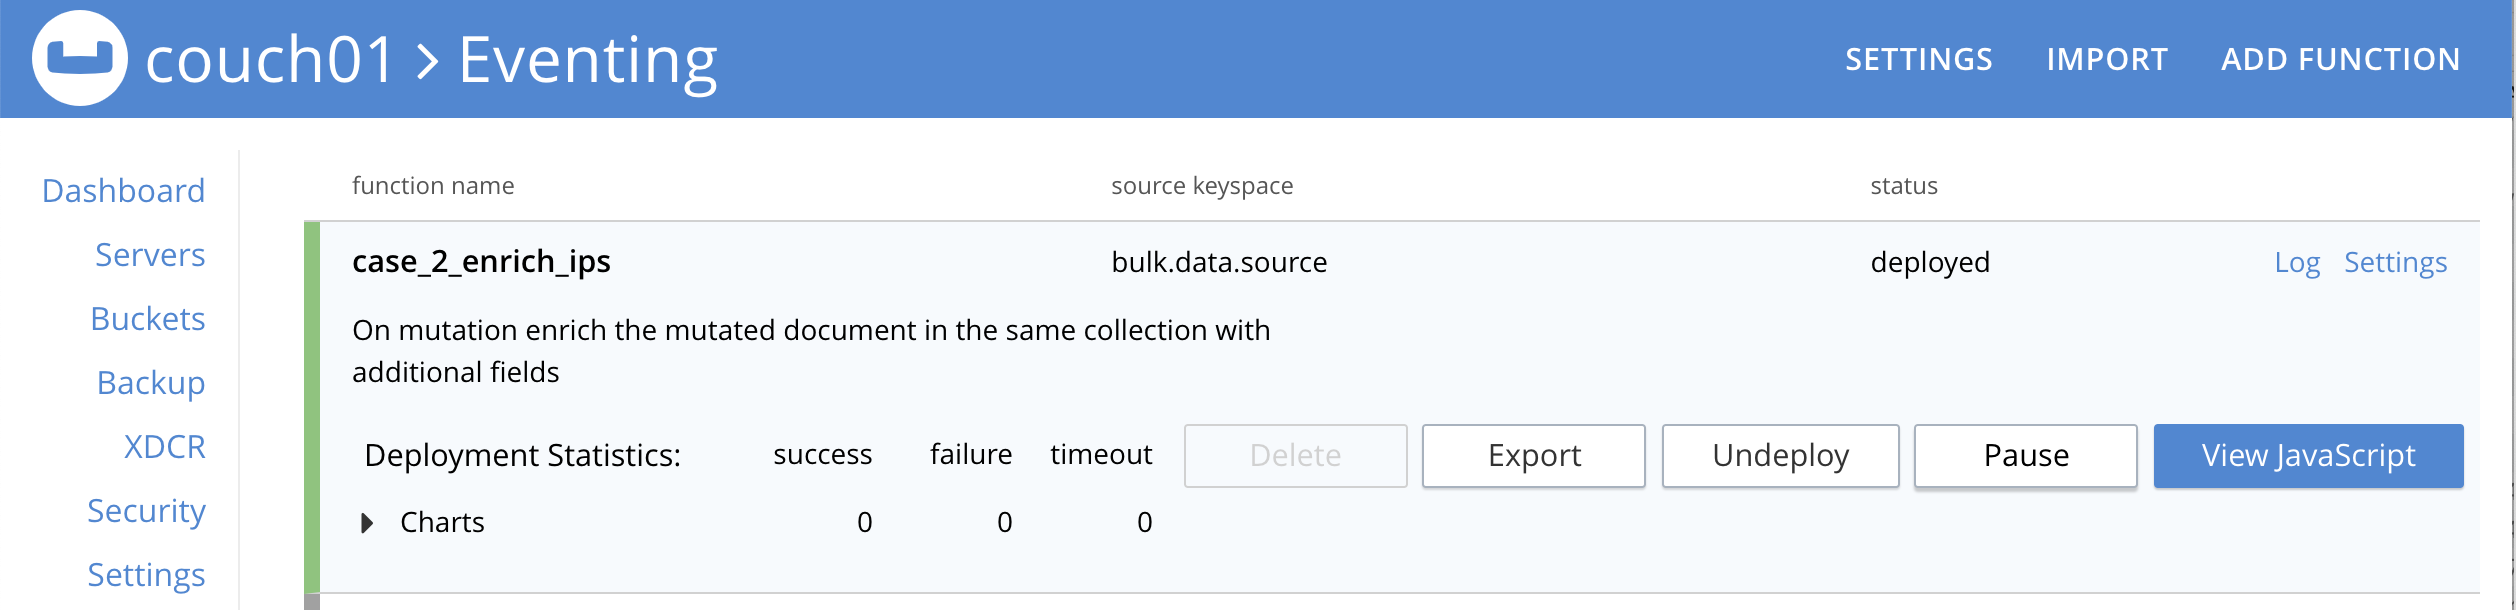 couch01 > Eventing
SETTINGS IMPORT ADD FUNCTION
Dashboard
Servers
Buckets
Backup
XDCR
Security
Settings
function name source keyspace status
case_2_enrich_ips bulk.data.source deployed Log Settings
On mutation enrich the mutated document in the same collection with
additional fields
Deployment Statistics: success failure timeout Delete Export Undeploy Pause View JavaScript
Charts 0 0 0